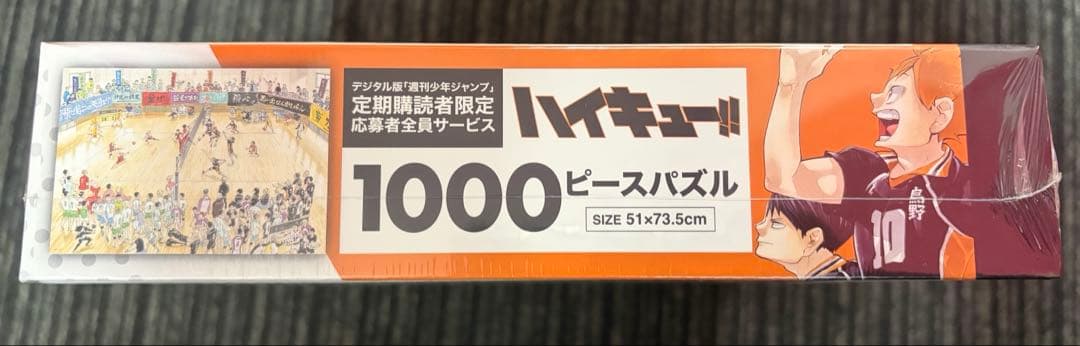 デジタル版「週刊少年ジャンプ」
定期購読者限定
応募者全員サービス
ハイキュー!!
1000ピースパズル
SIZE 51×73.5cm
烏野
10